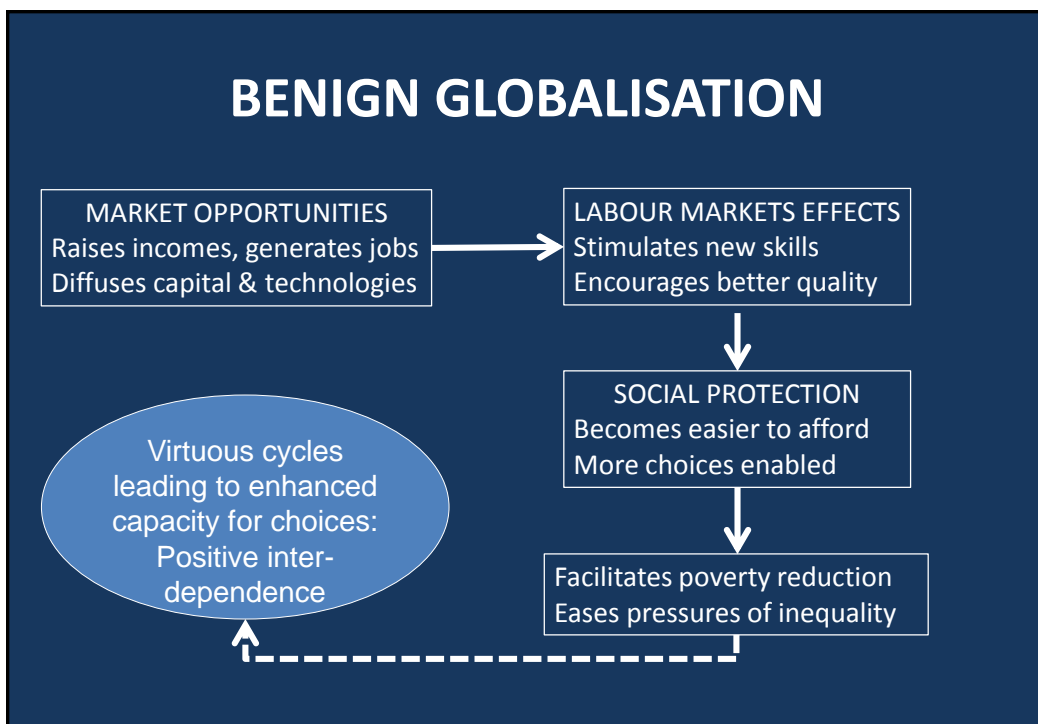 BENIGN GLOBALISATION
MARKET OPPORTUNITIES
Raises incomes, generates jobs
Diffuses capital & technologies
LABOUR MARKETS EFFECTS
Stimulates new skills
Encourages better quality
SOCIAL PROTECTION
Becomes easier to afford
More choices enabled
Facilitates poverty reduction
Eases pressures of inequality
Virtuous cycles
leading to enhanced
capacity for choices:
Positive inter-
dependence